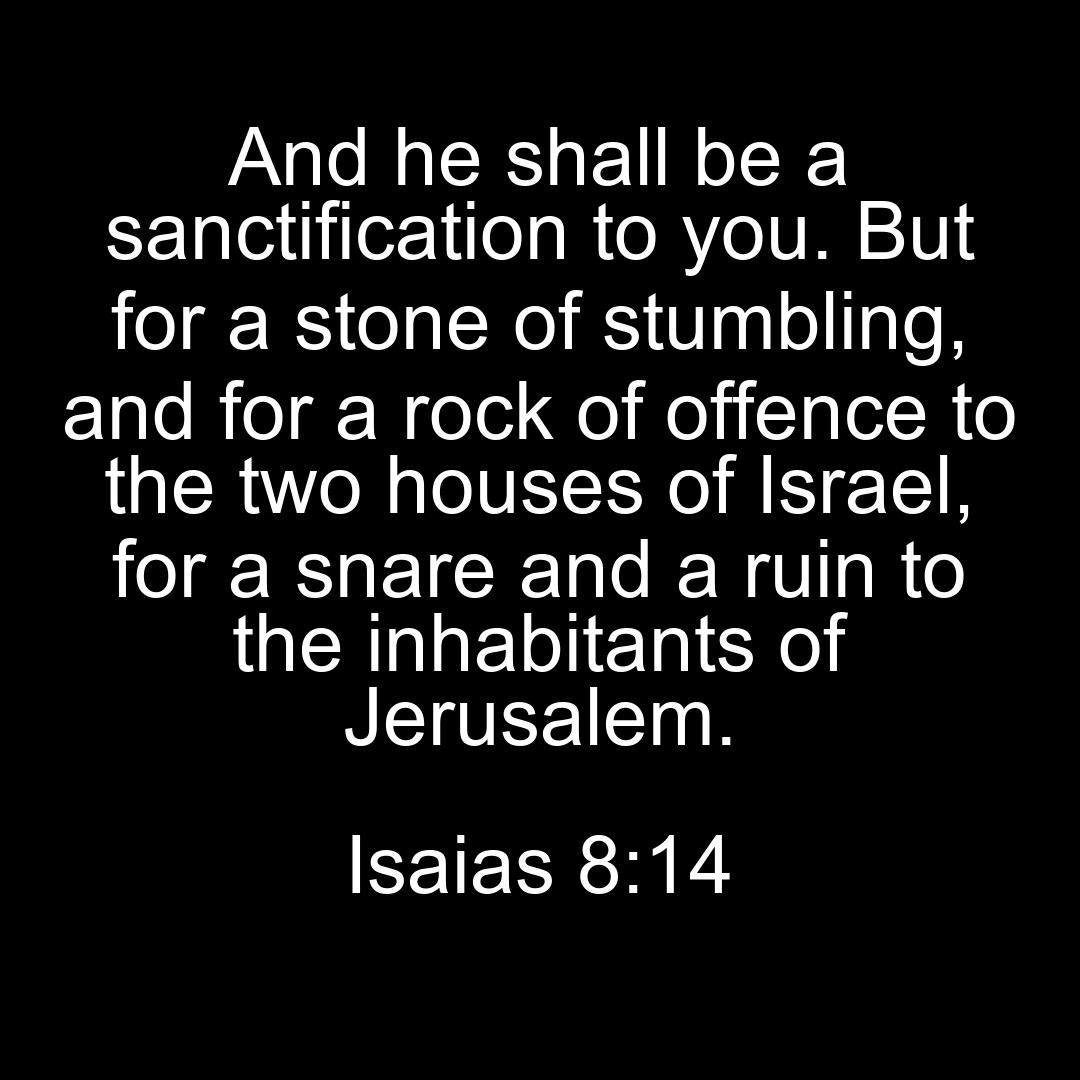 And he shall be a
sanctification to you. But
for a stone of stumbling,
and for a rock of offence to
the two houses of Israel,
for a snare and a ruin to
the inhabitants of
Jerusalem.
Isaias 8:14